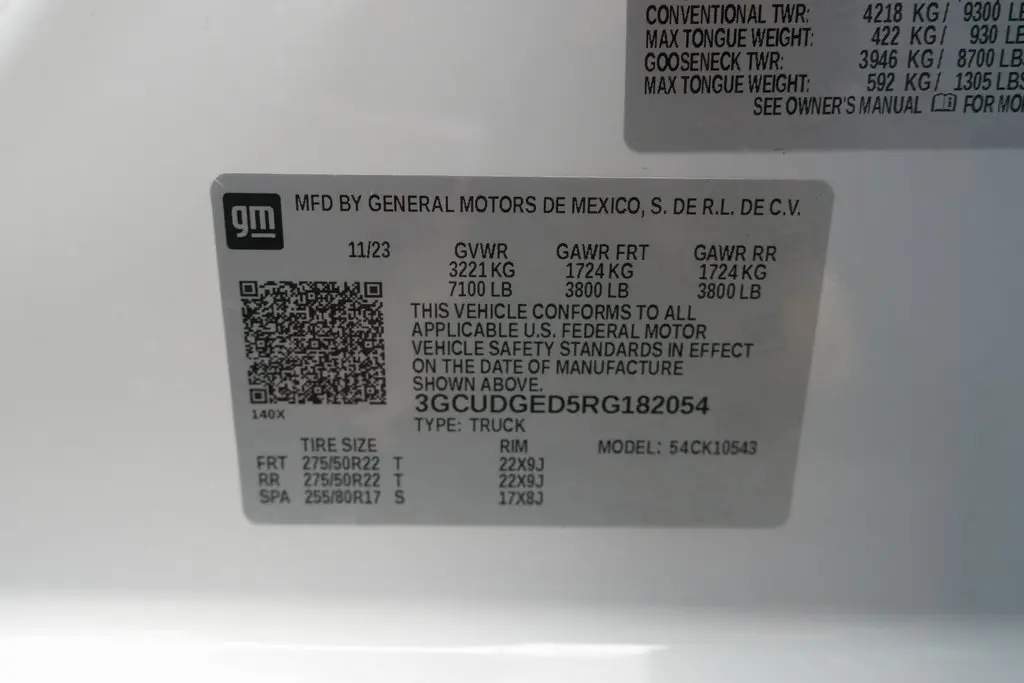 CONVENTIONAL TWR: 4218 KG/ 9300 LB
MAX TONGUE WEIGHT: 422 KG/ 930 LB
GOOSENECK TWR: 3946 KG/ 8700 LBS
MAX TONGUE WEIGHT: 592 KG/ 1305 LBS
SEE OWNER'S MANUAL FOR MO
gm
MFD BY GENERAL MOTORS DE MEXICO, S. DE R.L. DE C.V.
11/23 GVWR GAWR FRT GAWR RR
3221 KG 1724 KG 1724 KG
7100 LB 3800 LB 3800 LB
THIS VEHICLE CONFORMS TO ALL
APPLICABLE U.S. FEDERAL MOTOR
VEHICLE SAFETY STANDARDS IN EFFECT
ON THE DATE OF MANUFACTURE
SHOWN ABOVE.
3GCUDGED5RG182054
140X
TYPE: TRUCK
TIRE SIZE RIM MODEL: 54CK10543
FRT 275/50R22 T 22X9J
RR 275/50R22 T 22X9J
SPA 255/80R17 S 17X8J